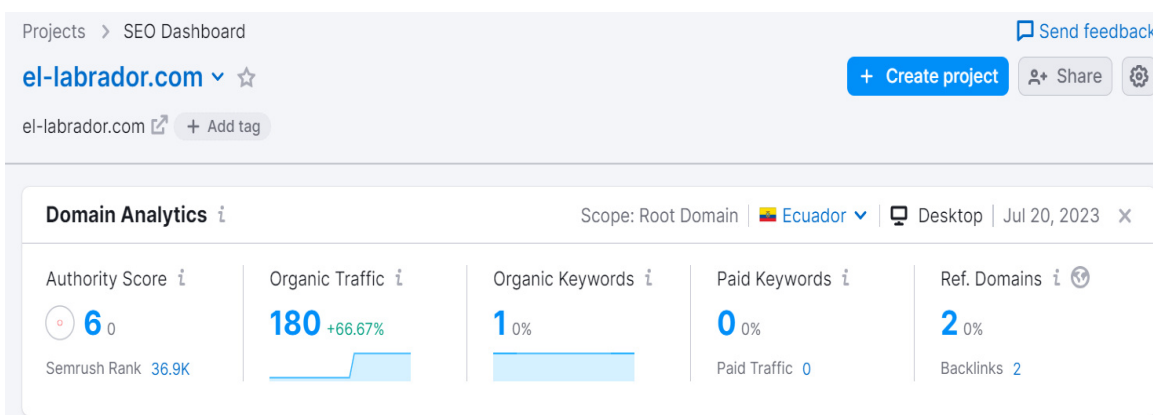 Projects > SEO Dashboard
Send feedback
el-labrador.com
+ Create project
Share
el-labrador.com
+ Add tag
Domain Analytics i
Scope: Root Domain | Ecuador | Desktop | Jul 20, 2023 ×
Authority Score i
6 0
Semrush Rank 36.9K
Organic Traffic i
180 +66.67%
Organic Keywords i
1 0%
Paid Keywords i
0 0%
Paid Traffic 0
Ref. Domains i
2 0%
Backlinks 2